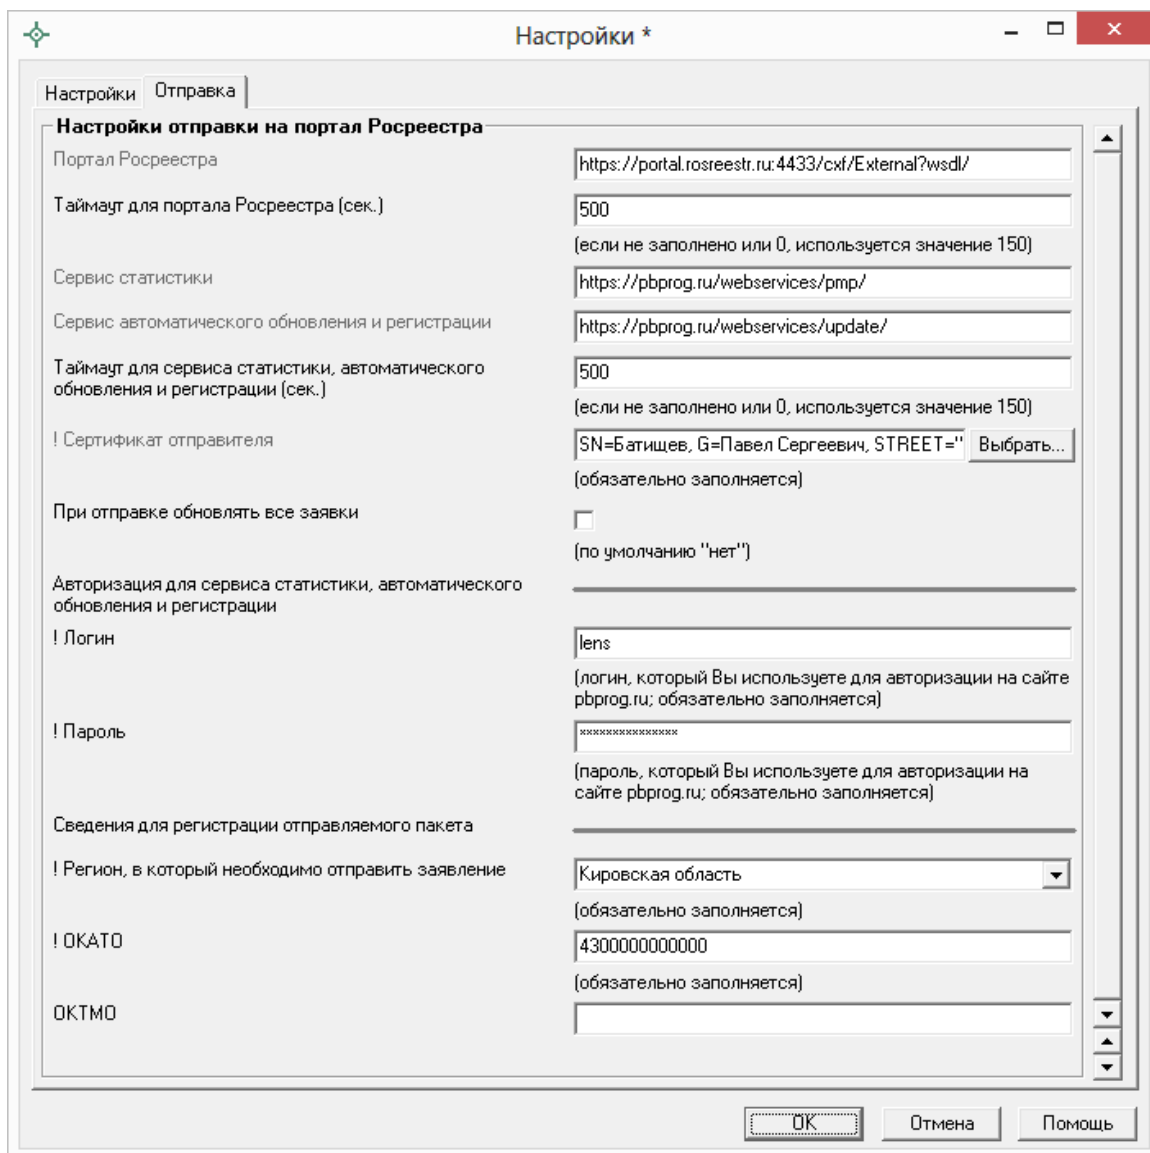 Настройки *
Настройки
Отправка
Настройки отправки на портал Росреестра
Портал Росреестра
https://portal.rosreestr.ru:4433/cxf/External?wsdl/
Таймаут для портала Росреестра (сек.)
500
(если не заполнено или 0, используется значение 150)
Сервис статистики
https://pbprog.ru/webservices/pmp/
Сервис автоматического обновления и регистрации
https://pbprog.ru/webservices/update/
Таймаут для сервиса статистики, автоматического
обновления и регистрации (сек.)
500
(если не заполнено или 0, используется значение 150)
! Сертификат отправителя
SN=Батищев, G=Павел Сергеевич, STREET="
Выбрать...
(обязательно заполняется)
При отправке обновлять все заявки
(по умолчанию "нет")
Авторизация для сервиса статистики, автоматического
обновления и регистрации
! Логин
lens
(логин, который Вы используете для авторизации на сайте
pbprog.ru; обязательно заполняется)
! Пароль
***************
(пароль, который Вы используете для авторизации на
сайте pbprog.ru; обязательно заполняется)
Сведения для регистрации отправляемого пакета
! Регион, в который необходимо отправить заявление
Кировская область
(обязательно заполняется)
! ОКАТО
4300000000000
(обязательно заполняется)
ОКТМО
ОК
Отмена
Помощь